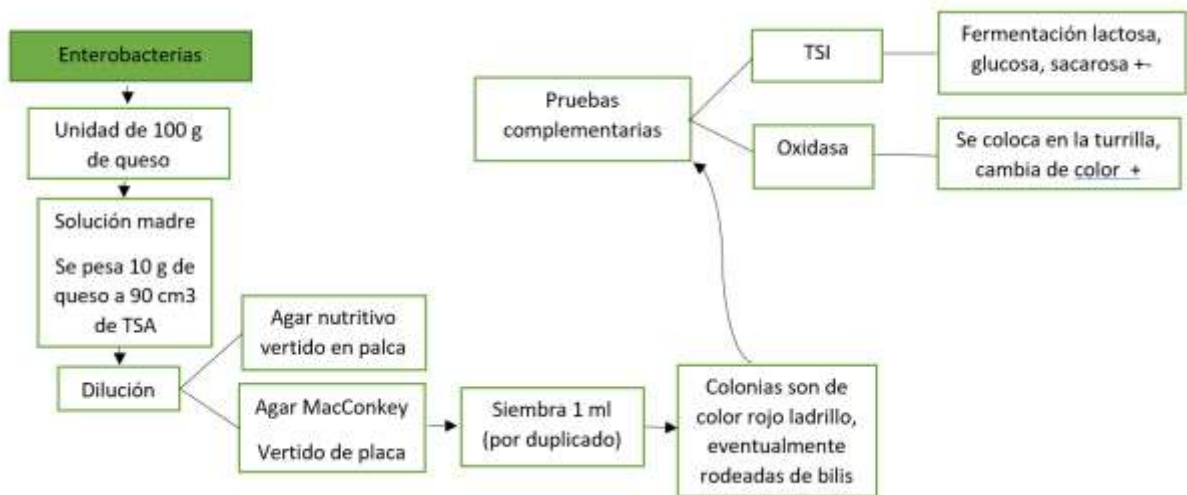 Enterobacterias
Unidad de 100 g
de queso
Solución madre
Se pesa 10 g de
queso a 90 cm3
de TSA
Dilución
Agar nutritivo
vertido en palca
Agar MacConkey
Vertido de placa
Siembra 1 ml
(por duplicado)
Colonias son de
color rojo ladrillo,
eventualmente
rodeadas de bilis
Pruebas
complementarias
TSI
Fermentación lactosa,
glucosa, sacarosa +-
Oxidasa
Se coloca en la turrilla,
cambia de color +